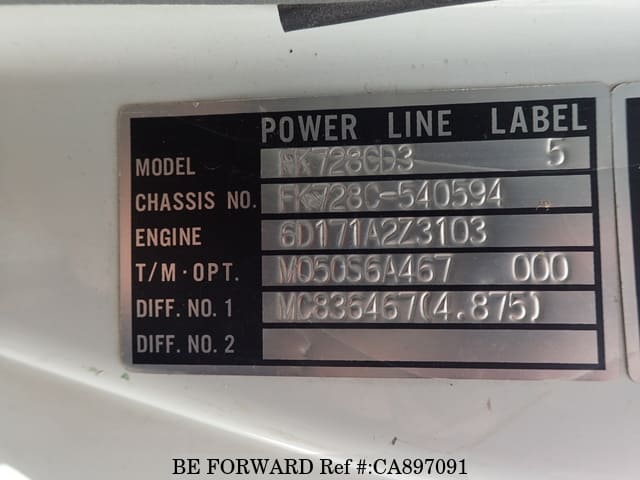 POWER LINE LABEL
MODEL FK728CD3 5
CHASSIS NO. FK728C-540594
ENGINE 6D171A2Z3103
T/M·OPT. M050S6A467 000
DIFF. NO. 1 MC836467(4.875)
DIFF. NO. 2
BE FORWARD Ref #:CA897091